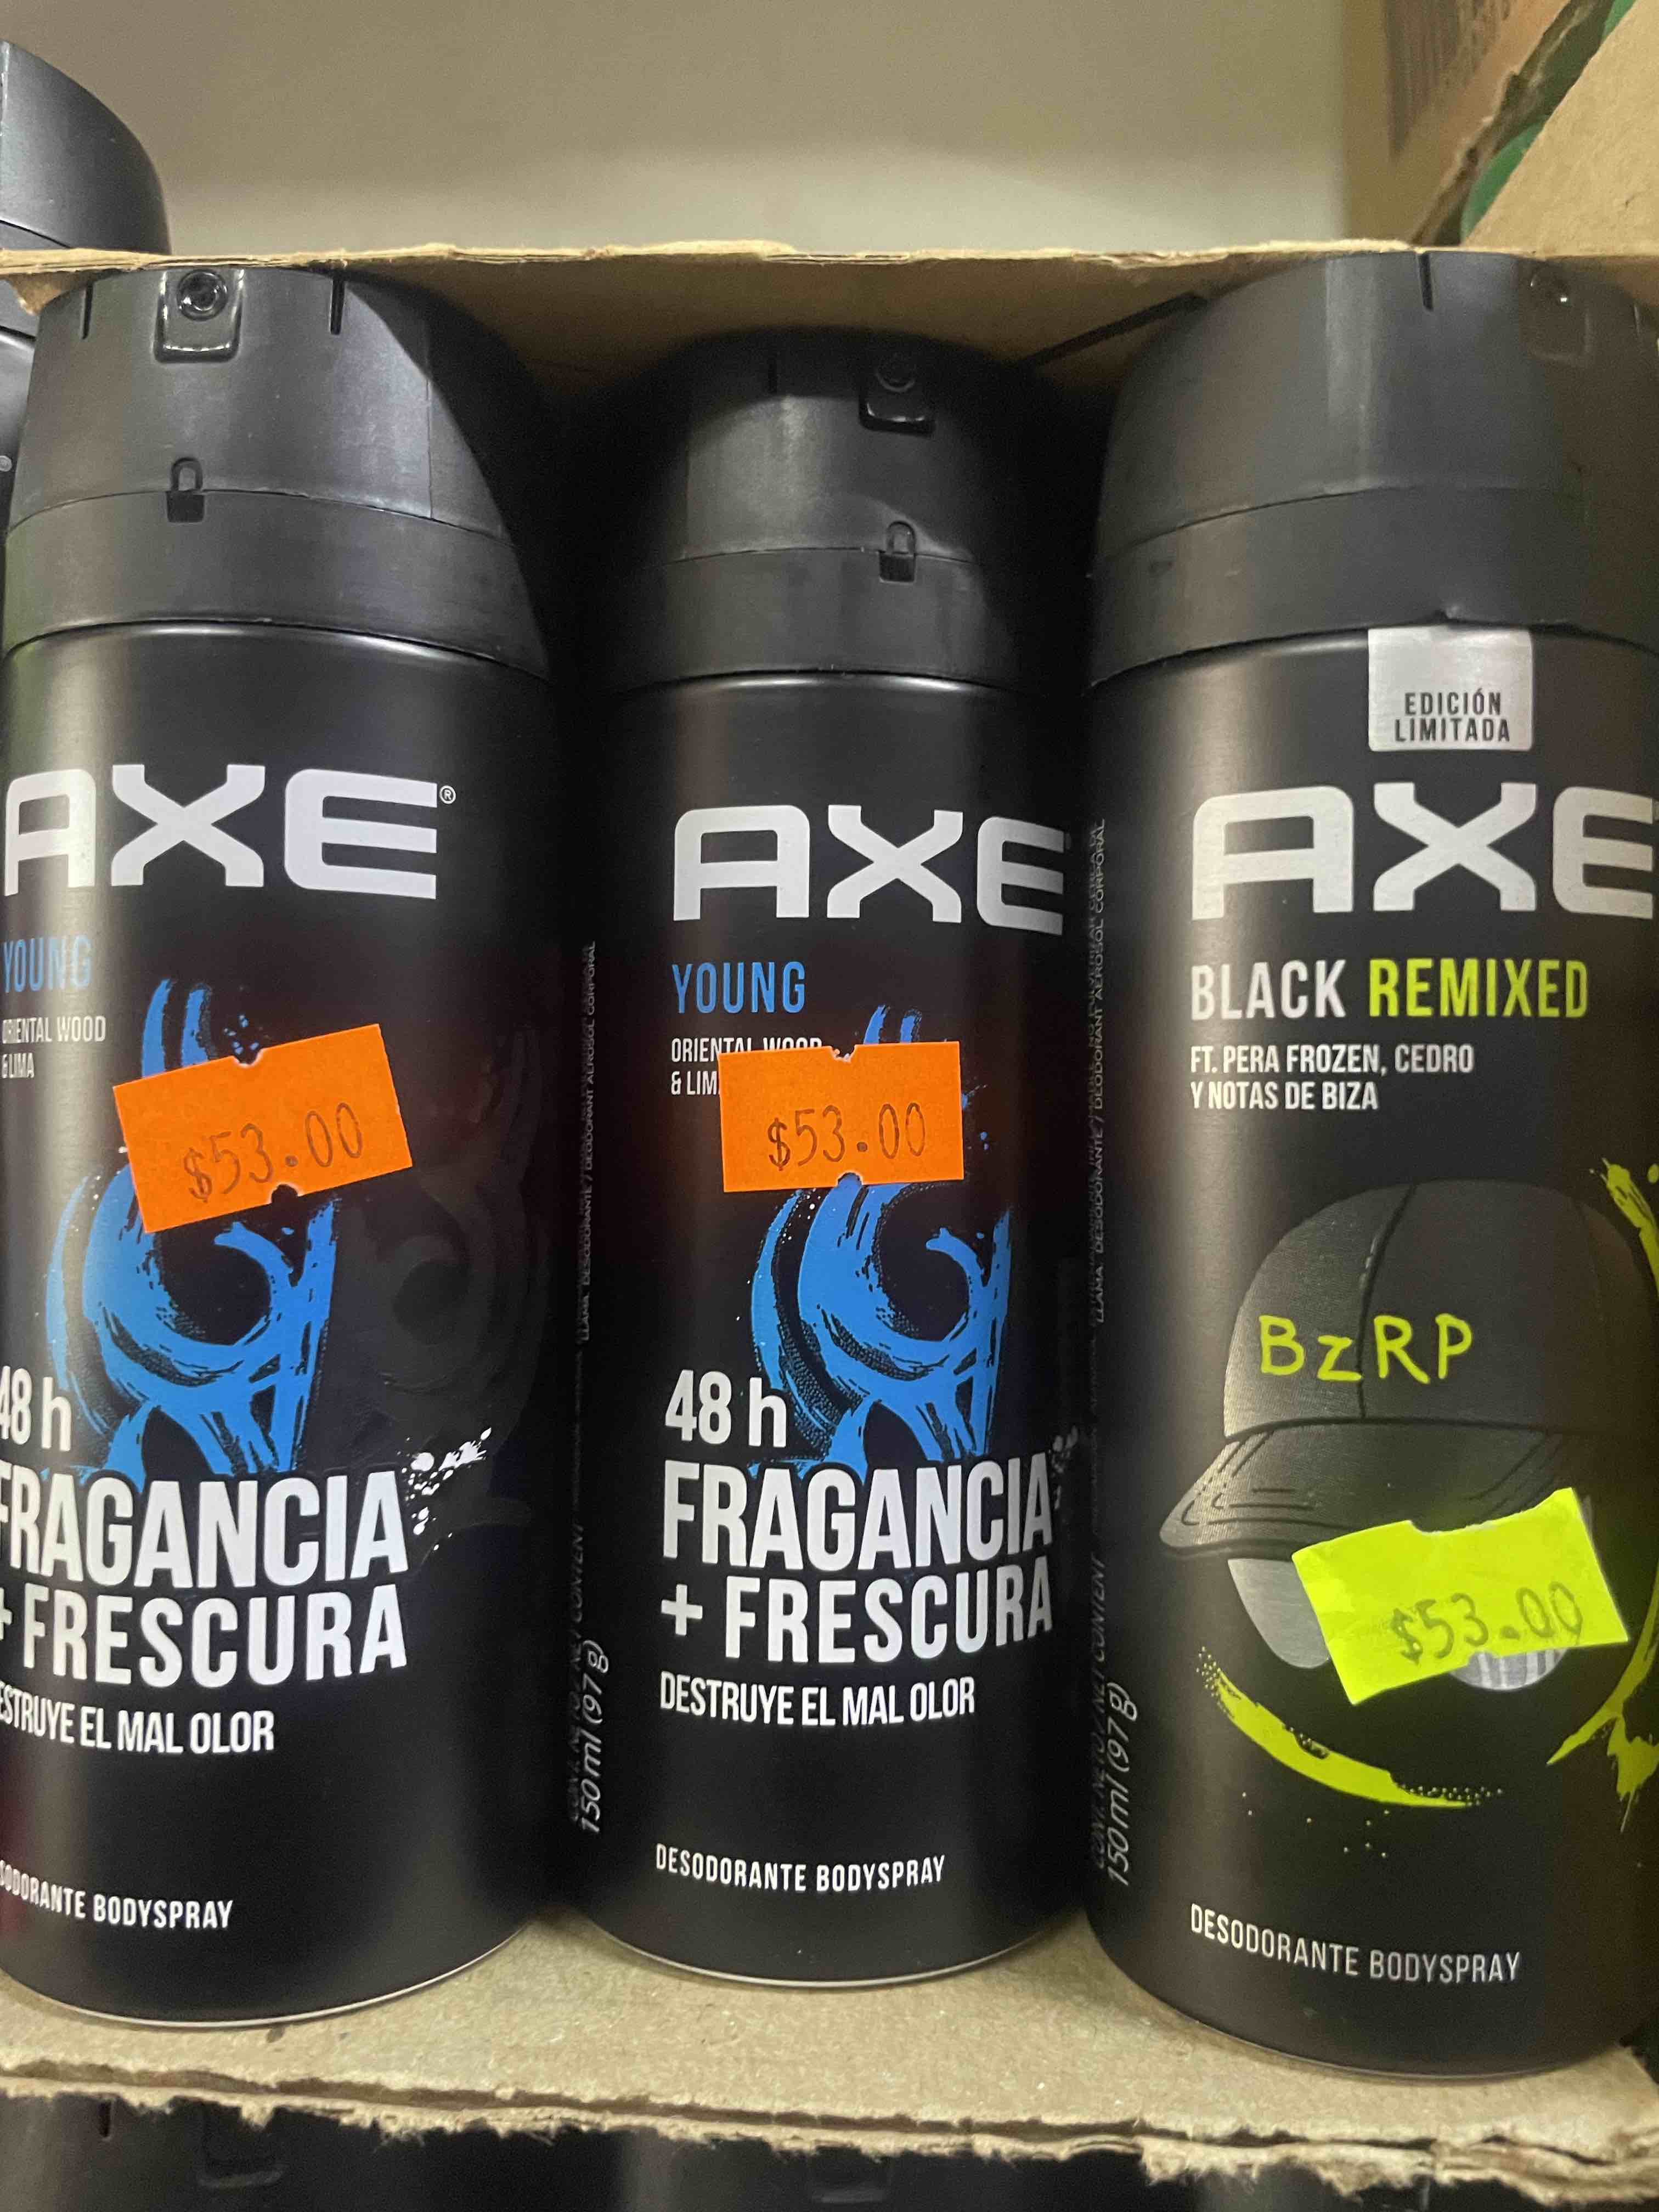 AXE®
YOUNG
ORIENTAL WOOD
& LIMA
$53.00
48 h
FRAGANCIA
+ FRESCURA
DESTRUYE EL MAL OLOR
DESODORANTE BODYSPRAY
150 ml (97 g)
AXE
YOUNG
ORIENTAL WOOD
& LIM
$53.00
48 h
FRAGANCIA
+ FRESCURA
DESTRUYE EL MAL OLOR
DESODORANTE BODYSPRAY
150 ml (97 g)
EDICIÓN
LIMITADA
AXE
BLACK REMIXED
FT. PERA FROZEN, CEDRO
Y NOTAS DE BIZA
BzRP
$53.00
DESODORANTE BODYSPRAY